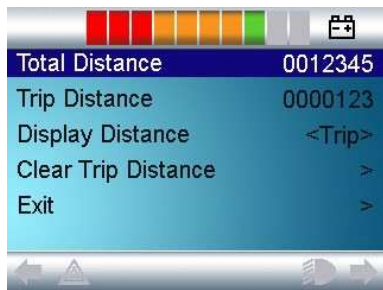 Total Distance 0012345
Trip Distance 0000123
Display Distance <Trip>
Clear Trip Distance >
Exit >